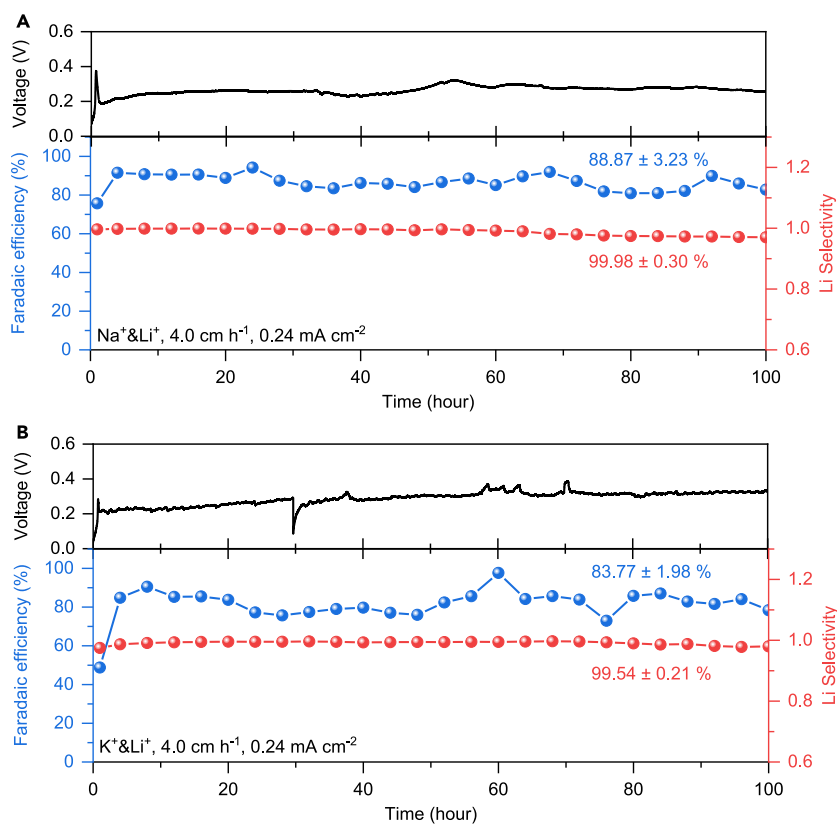 A
0.6
0.4
0.2
0.0
Voltage (V)
100
80
60
40
20
0
Faradaic efficiency (%)
88.87 ± 3.23 %
99.98 ± 0.30 %
1.2
1.0
0.8
0.6
Li Selectivity
Na⁺&Li⁺, 4.0 cm h⁻¹, 0.24 mA cm⁻²
0 20 40 60 80 100
Time (hour)
B
0.6
0.4
0.2
0.0
Voltage (V)
100
80
60
40
20
0
Faradaic efficiency (%)
83.77 ± 1.98 %
99.54 ± 0.21 %
1.2
1.0
0.8
0.6
Li Selectivity
K⁺&Li⁺, 4.0 cm h⁻¹, 0.24 mA cm⁻²
0 20 40 60 80 100
Time (hour)